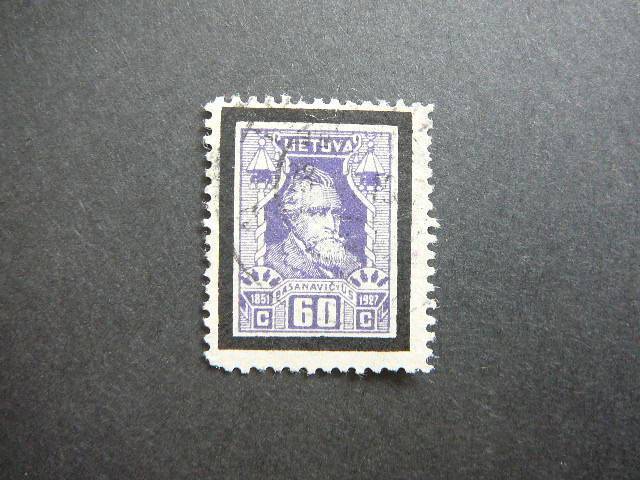 LIETUVA
BASANAVIČIUS
1851 1927
C 60 C